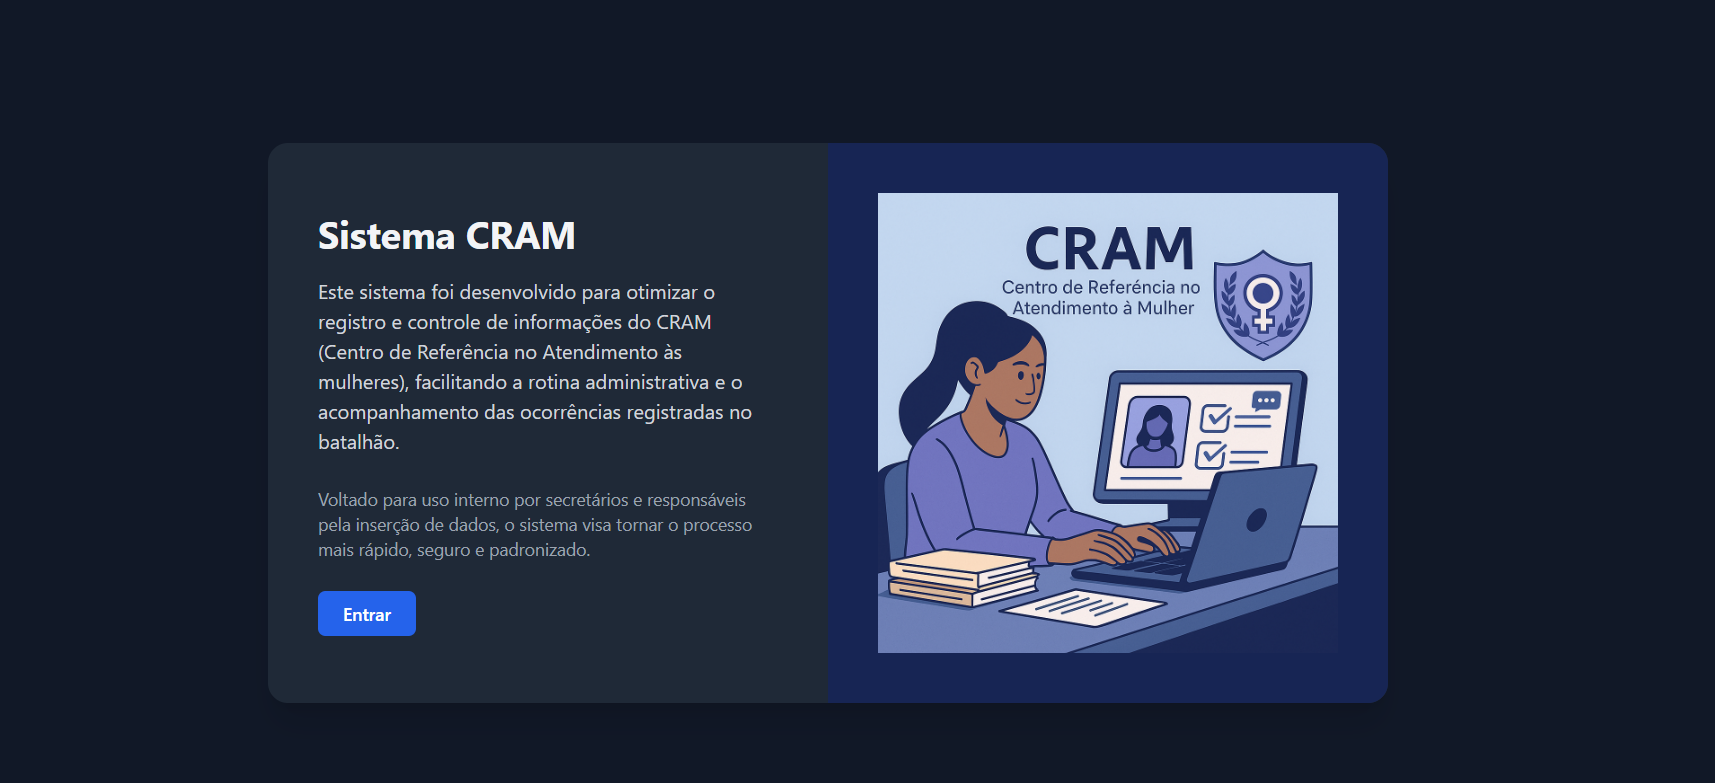 Sistema CRAM
Este sistema foi desenvolvido para otimizar o
registro e controle de informações do CRAM
(Centro de Referência no Atendimento às
mulheres), facilitando a rotina administrativa e o
acompanhamento das ocorrências registradas no
batalhão.
Voltado para uso interno por secretários e responsáveis
pela inserção de dados, o sistema visa tornar o processo
mais rápido, seguro e padronizado.
Entrar
CRAM
Centro de Referéncia no
Atendimento à Mulher